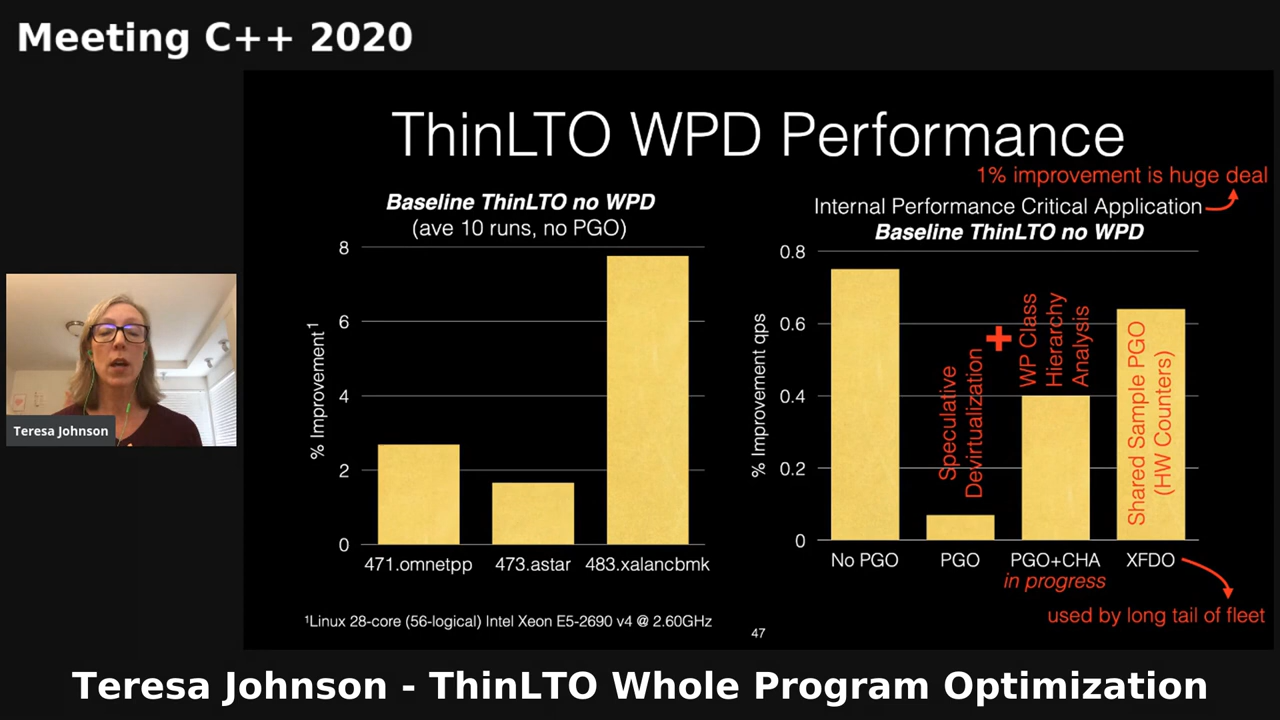 Meeting C++ 2020
ThinLTO WPD Performance
1% improvement is huge deal
Baseline ThinLTO no WPD
(ave 10 runs, no PGO)
Internal Performance Critical Application
Baseline ThinLTO no WPD
% Improvement¹
8
6
4
2
0
471.omnetpp
473.astar
483.xalancbmk
% Improvement qps
0.8
0.6
0.4
0.2
0
Speculative
Devirtualization
+
WP Class
Hierarchy
Analysis
Shared Sample PGO
(HW Counters)
No PGO
PGO
PGO+CHA
XFDO
in progress
used by long tail of fleet
¹Linux 28-core (56-logical) Intel Xeon E5-2690 v4 @ 2.60GHz
47
Teresa Johnson
Teresa Johnson - ThinLTO Whole Program Optimization